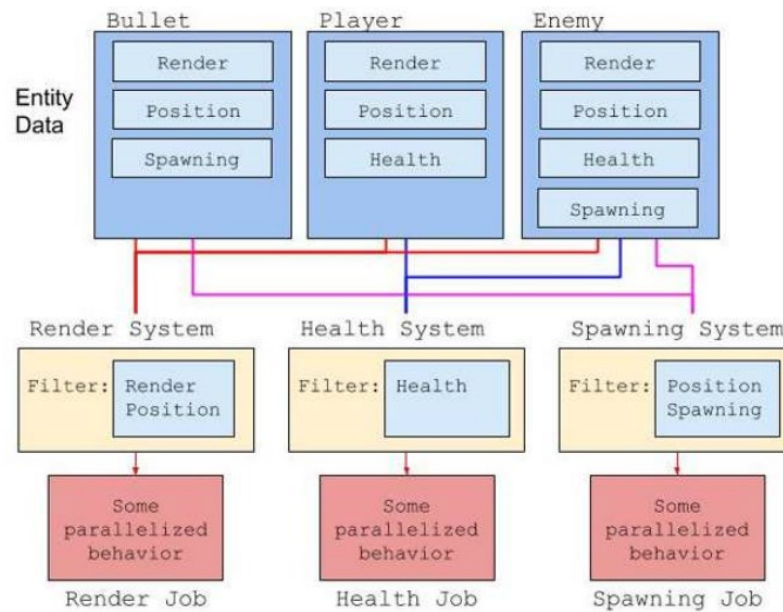 Bullet
Player
Enemy
Entity
Data
Render
Position
Spawning
Render
Position
Health
Render
Position
Health
Spawning
Render System
Health System
Spawning System
Filter:
Render
Position
Filter:
Health
Filter:
Position
Spawning
Some
parallelized
behavior
Some
parallelized
behavior
Some
parallelized
behavior
Render Job
Health Job
Spawning Job